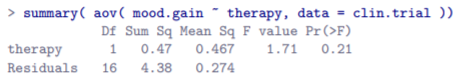 > summary( aov( mood.gain ~ therapy, data = clin.trial ))
Df Sum Sq Mean Sq F value Pr(>F)
therapy 1 0.47 0.467 1.71 0.21
Residuals 16 4.38 0.274